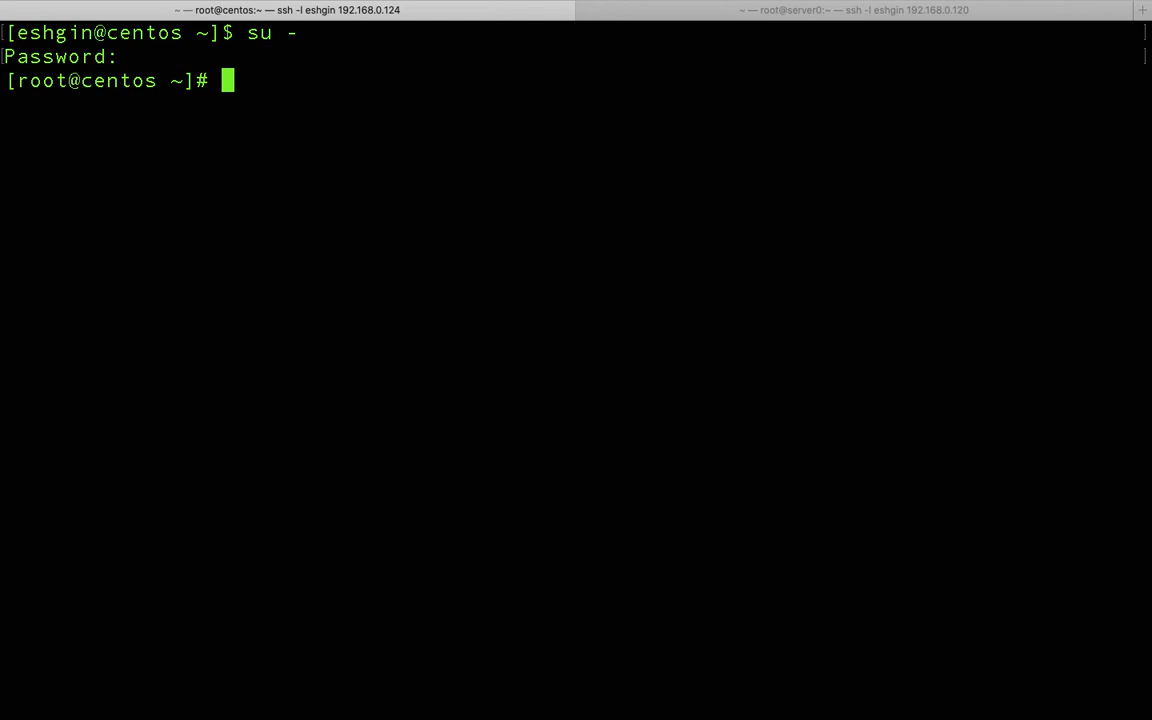 ~ — root@centos:~ — ssh -l eshgin 192.168.0.124
~ — root@server0:~ — ssh -l eshgin 192.168.0.120
+
[eshgin@centos ~]$ su -
Password:
[root@centos ~]#